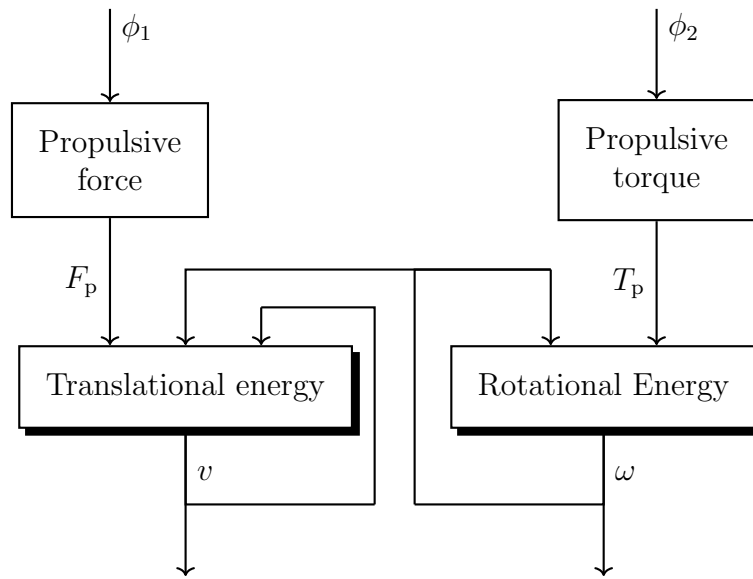 ϕ₁
ϕ₂
Propulsive
force
Propulsive
torque
Fₚ
Tₚ
Translational energy
Rotational Energy
v
ω